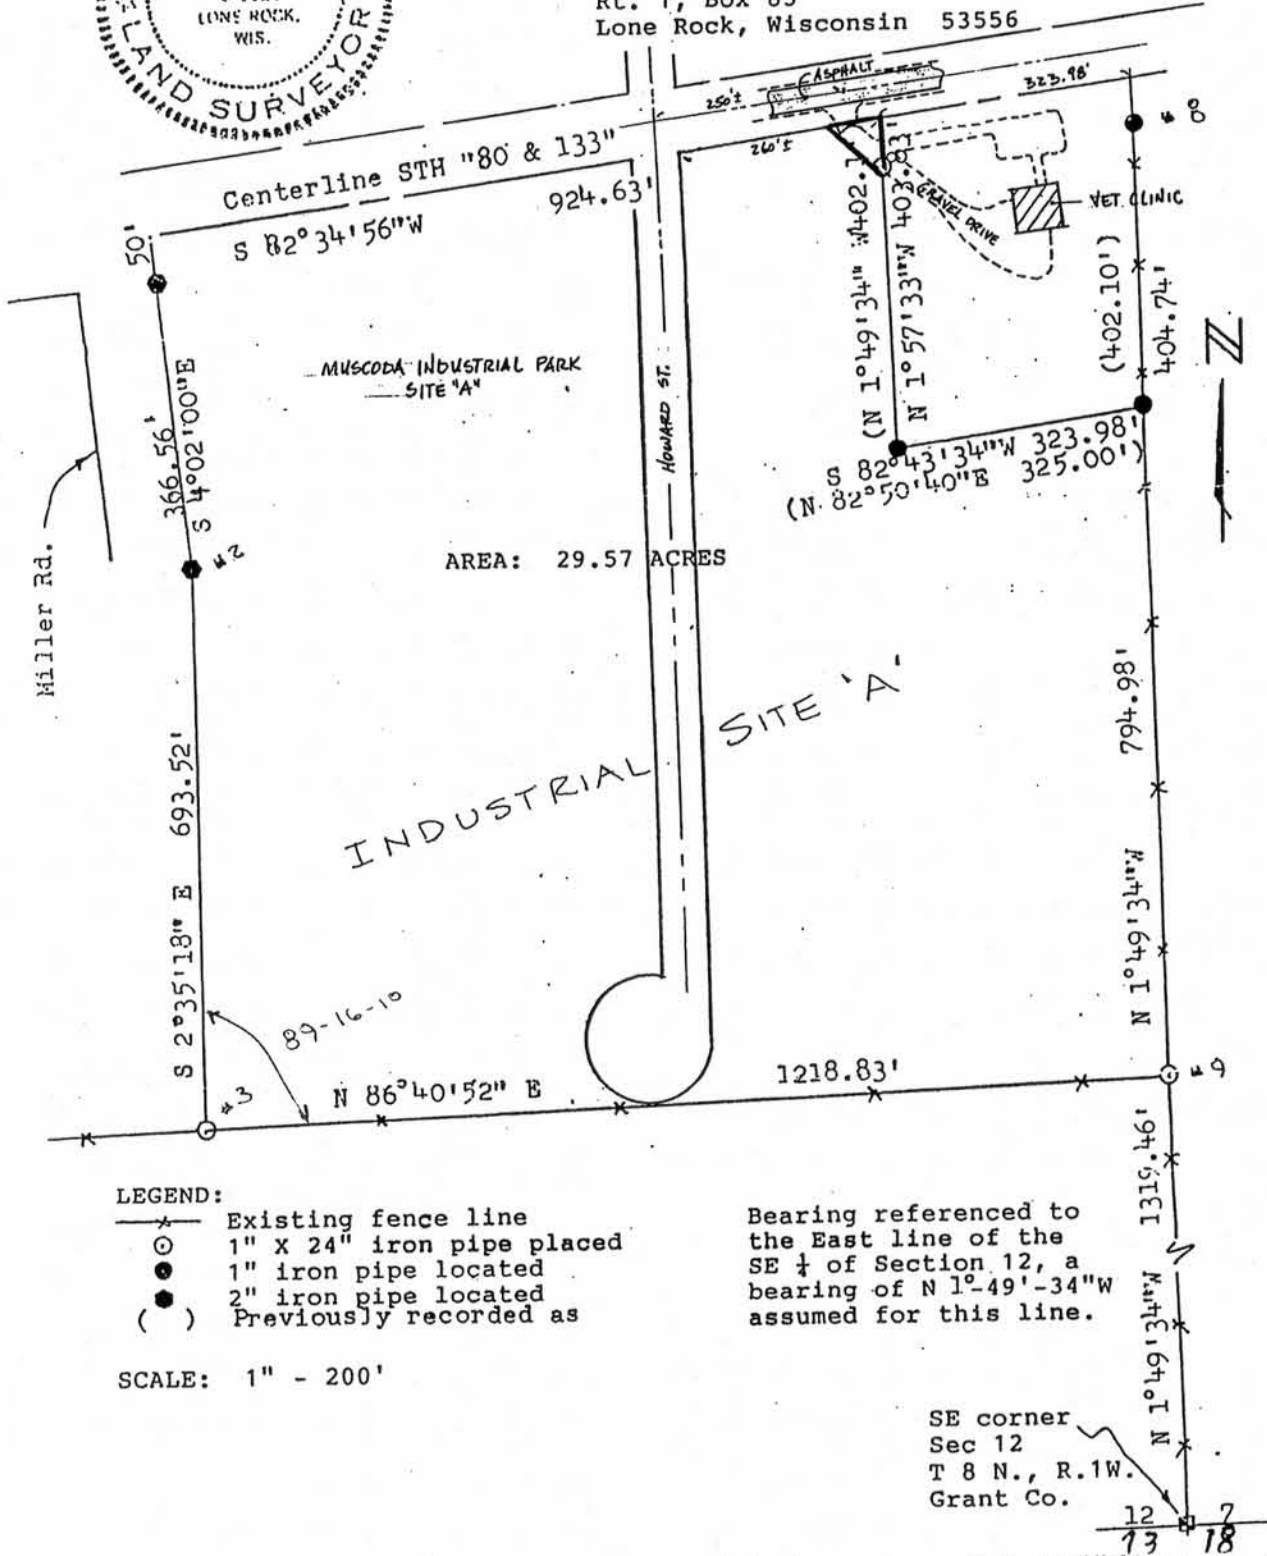 LONE ROCK,
WIS.
LAND SURVEYOR
Rt. 1, Box 83
Lone Rock, Wisconsin 53556
ASPHALT
250'±
323.98'
260'±
Centerline STH "80 & 133"
924.63'
S 82°34'56"W
50'
#8
VET. CLINIC
GRAVEL DRIVE
(N 1°49'34" W402.1
N 1°57'33"W 403.83
(402.10')
404.74'
N
MUSCODA INDUSTRIAL PARK
SITE "A"
HOWARD ST.
366.56'
S 4°02'00"E
S 82°43'34"W 323.98'
(N 82°50'40"E 325.00')
Miller Rd.
#2
AREA: 29.57 ACRES
INDUSTRIAL SITE 'A'
693.52'
S 2°35'18" E
794.98'
N 1°49'34"W
89-16-10
#3
N 86°40'52" E
1218.83'
#9
1319.46'
N 1°49'34"W
LEGEND:
Existing fence line
1" X 24" iron pipe placed
1" iron pipe located
2" iron pipe located
( ) Previously recorded as
SCALE: 1" - 200'
Bearing referenced to
the East line of the
SE ¼ of Section 12, a
bearing of N 1°-49'-34"W
assumed for this line.
SE corner
Sec 12
T 8 N., R.1W.
Grant Co.
12 7
13 18